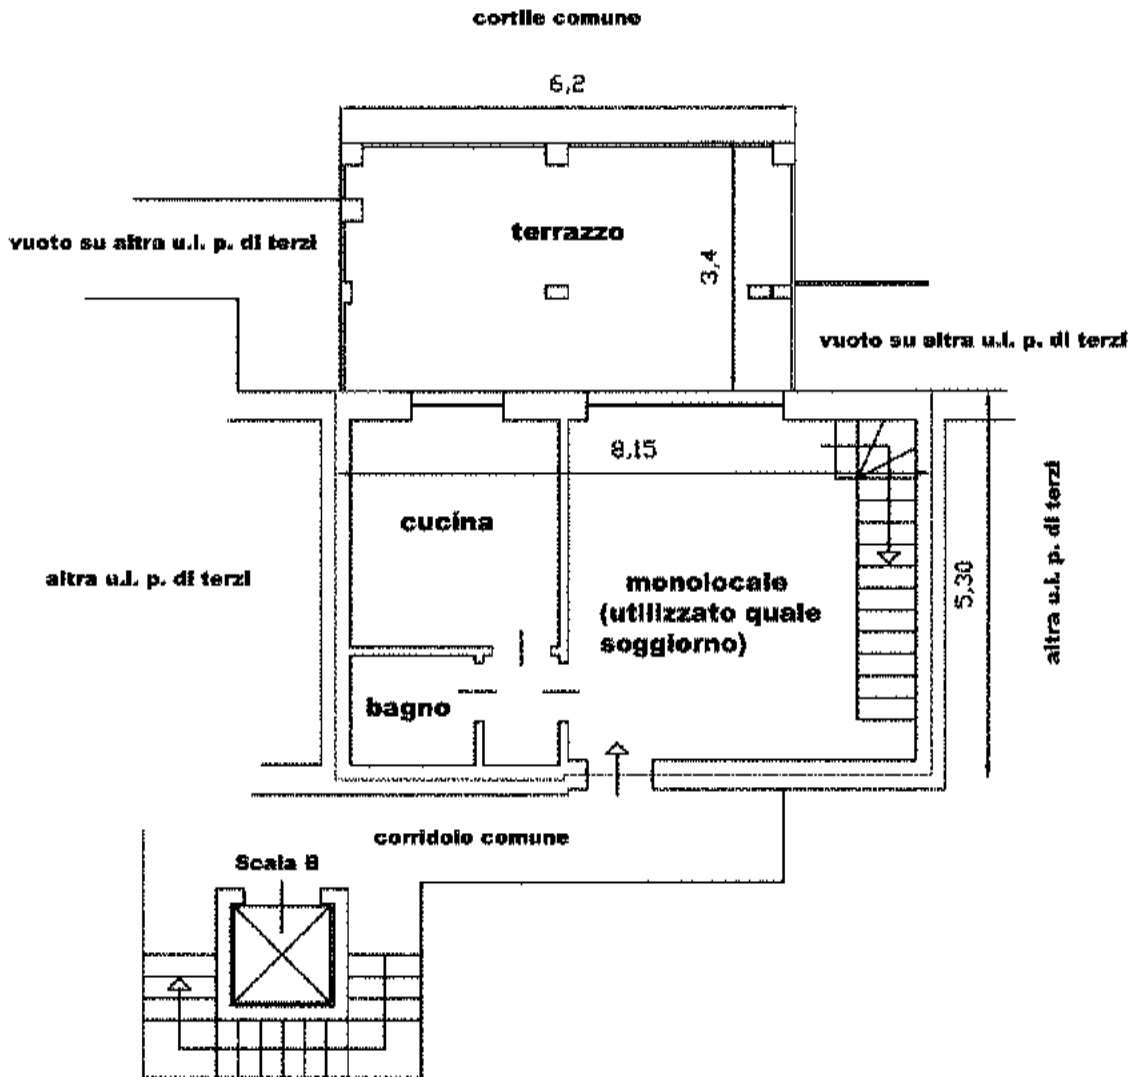 cortile comune
6,2
terrazzo
vuoto su altra u.i. p. di terzi
3,4
vuoto su altra u.i. p. di terzi
8,15
cucina
altra u.i. p. di terzi
monolocale
(utilizzato quale
soggiorno)
5,30
altra u.i. p. di terzi
bagno
corridoio comune
Scala B